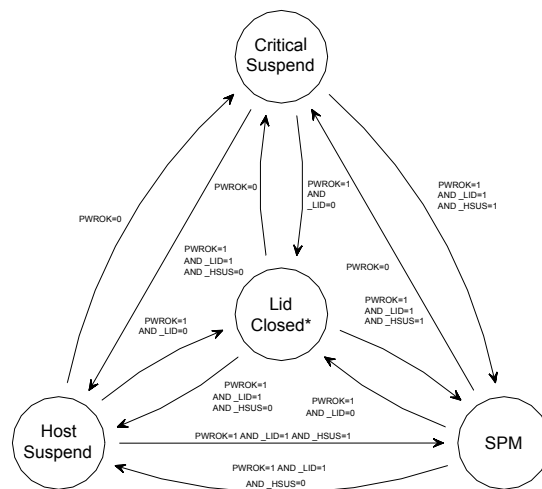 Critical
Suspend
PWROK=0
PWROK=0
PWROK=1
AND
_LID=0
PWROK=1
AND _LID=1
AND _HSUS=1
PWROK=1
AND _LID=1
AND _HSUS=0
PWROK=0
Lid
Closed*
PWROK=1
AND _LID=0
PWROK=1
AND _LID=1
AND _HSUS=1
PWROK=1
AND _LID=1
AND _HSUS=0
PWROK=1
AND _LID=0
Host
Suspend
PWROK=1 AND _LID=1 AND _HSUS=1
SPM
PWROK=1 AND _LID=1
AND _HSUS=0